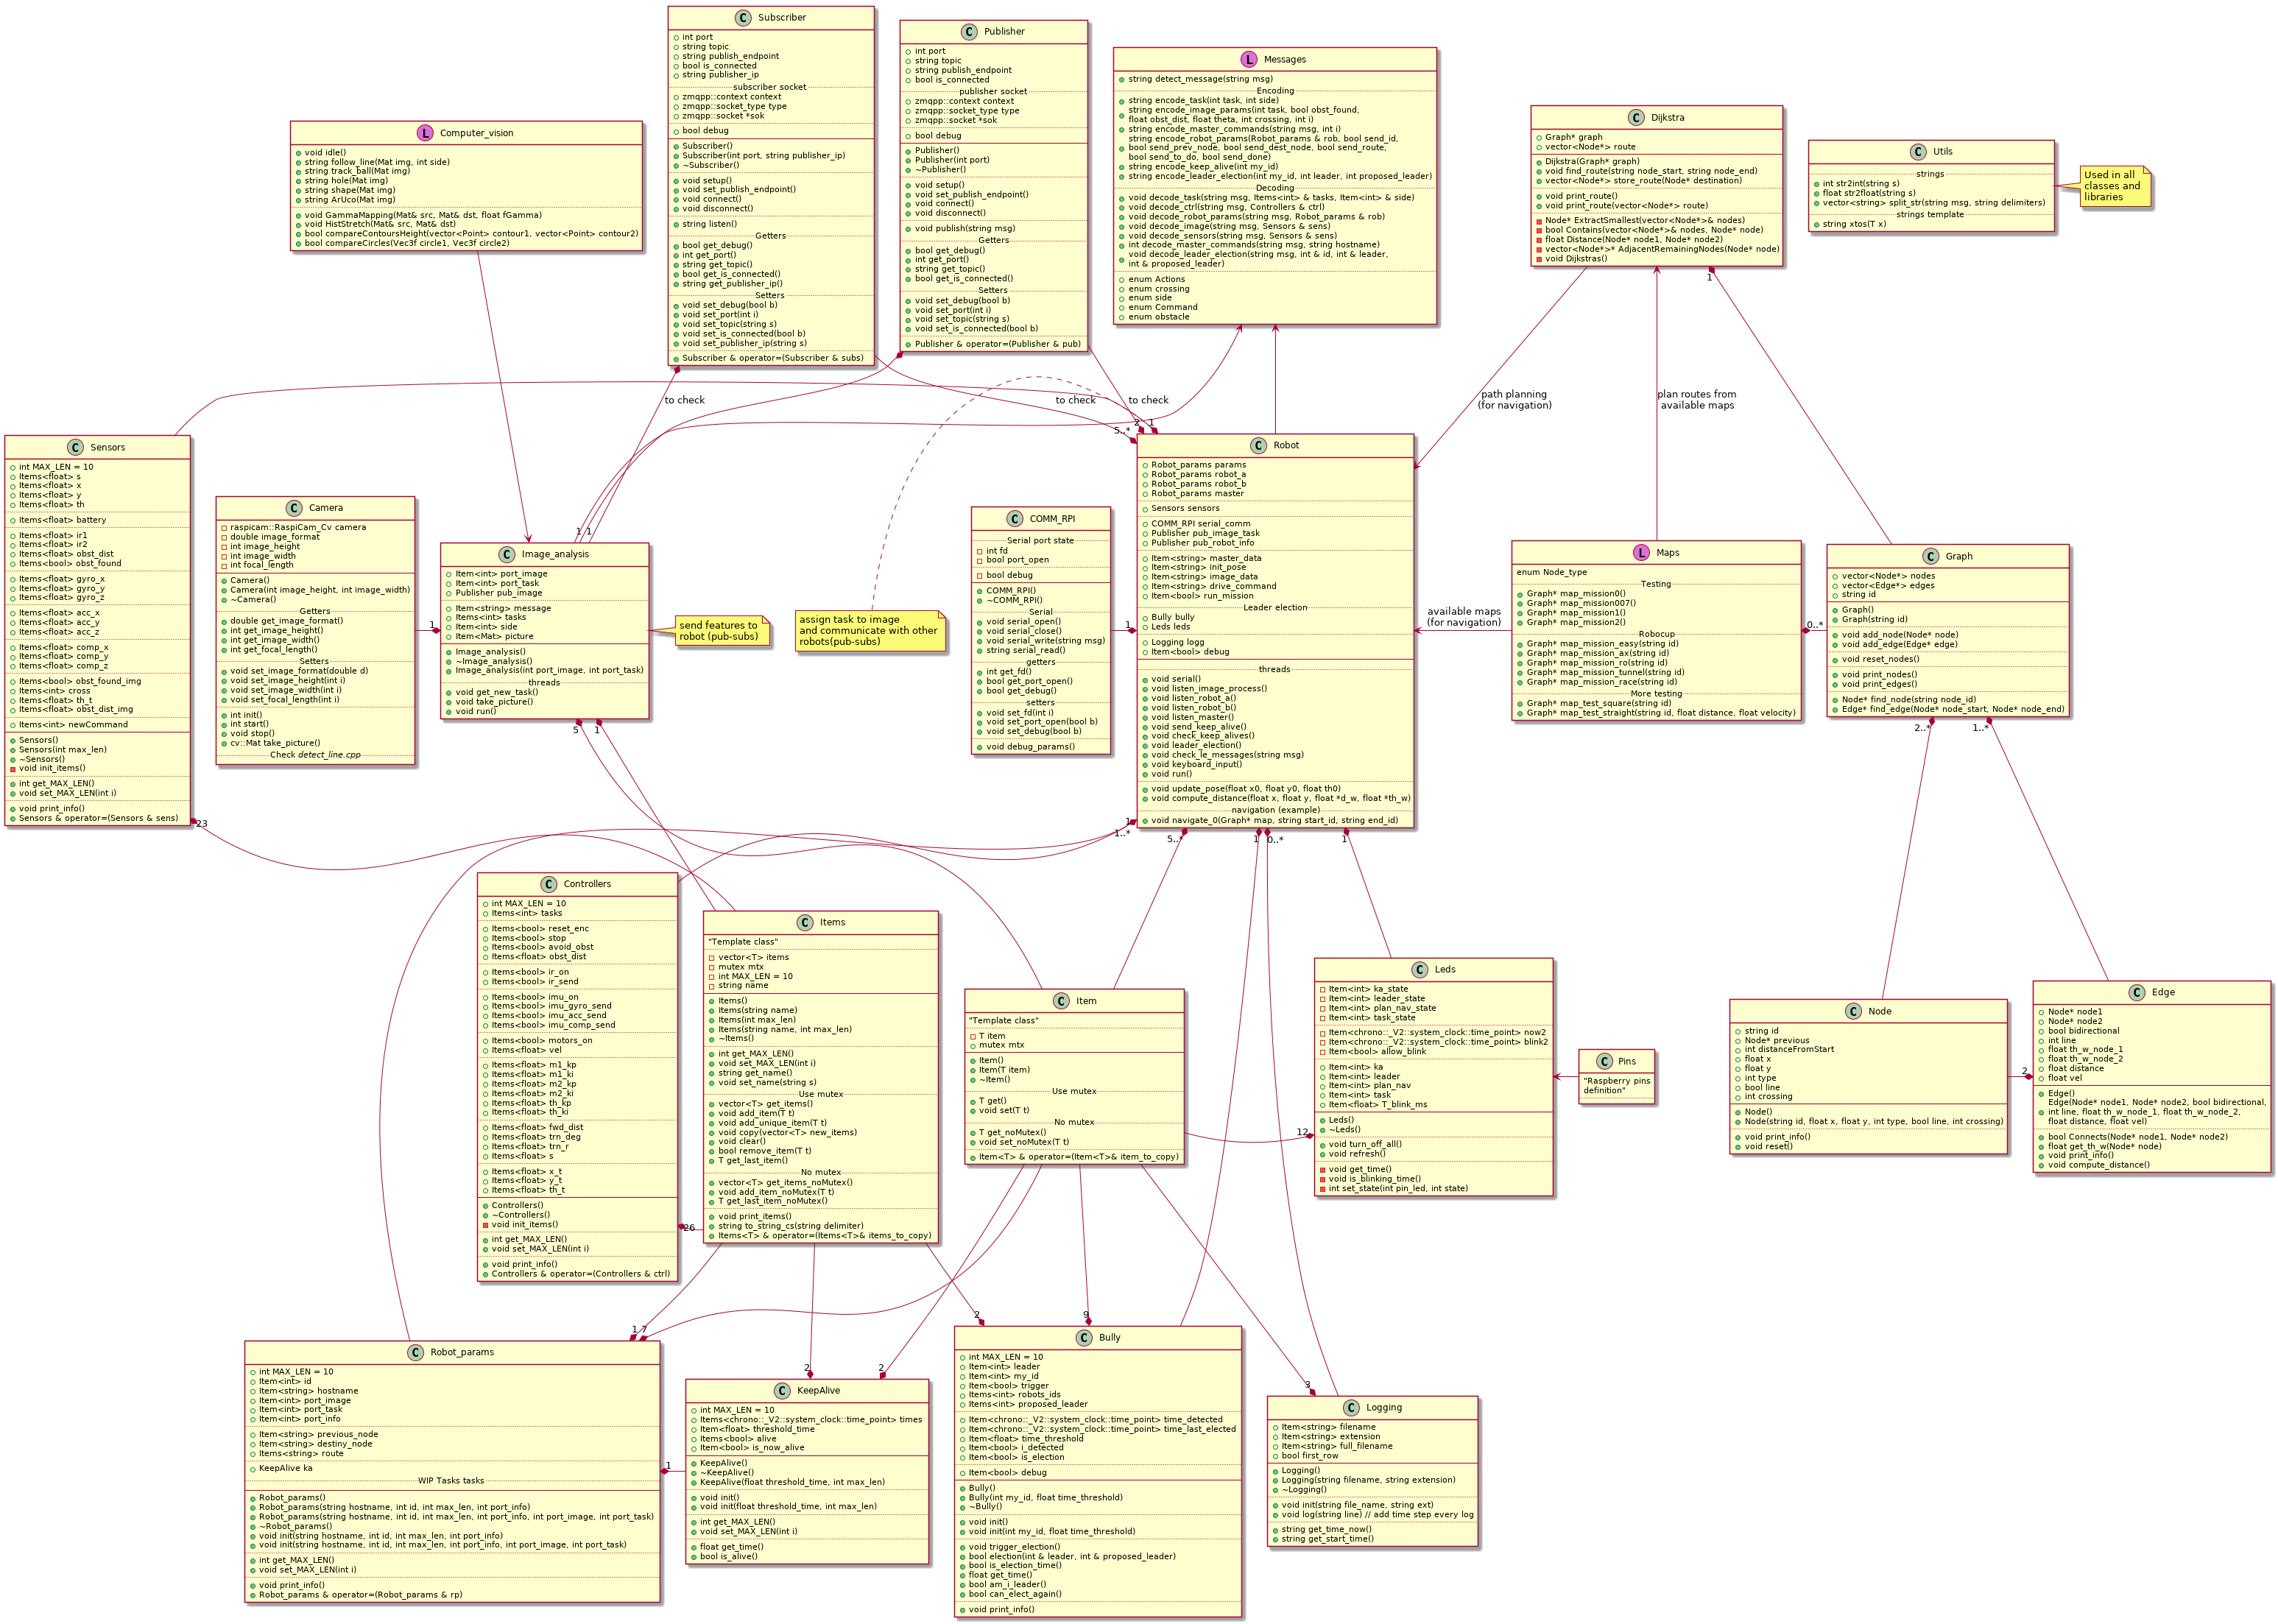 Subscriber
int port
string topic
string publish_endpoint
bool is_connected
string publisher_ip
subscriber socket
zmqpp::context context
zmqpp::socket_type type
zmqpp::socket *sok
bool debug
Subscriber()
Subscriber(int port, string publisher_ip)
~Subscriber()
void setup()
void set_publish_endpoint()
void connect()
void disconnect()
string listen()
Getters
bool get_debug()
int get_port()
string get_topic()
bool get_is_connected()
string get_publisher_ip()
Setters
void set_debug(bool b)
void set_port(int i)
void set_topic(string s)
void set_is_connected(bool b)
void set_publisher_ip(string s)
Subscriber & operator=(Subscriber & subs)
Publisher
int port
string topic
string publish_endpoint
bool is_connected
publisher socket
zmqpp::context context
zmqpp::socket_type type
zmqpp::socket *sok
bool debug
Publisher()
Publisher(int port)
~Publisher()
void setup()
void set_publish_endpoint()
void connect()
void disconnect()
void publish(string msg)
Getters
bool get_debug()
int get_port()
string get_topic()
bool get_is_connected()
Setters
void set_debug(bool b)
void set_port(int i)
void set_topic(string s)
void set_is_connected(bool b)
Publisher & operator=(Publisher & pub)
Messages
string detect_message(string msg)
Encoding
string encode_task(int task, int side)
string encode_image_params(int task, bool obst_found,
float obst_dist, float theta, int crossing, int i)
string encode_master_commands(string msg, int i)
string encode_robot_params(Robot_params & rob, bool send_id,
bool send_prev_node, bool send_dest_node, bool send_route,
bool send_to_do, bool send_done)
string encode_keep_alive(int my_id)
string encode_leader_election(int my_id, int leader, int proposed_leader)
Decoding
void decode_task(string msg, Items<int> & tasks, Item<int> & side)
void decode_ctrl(string msg, Controllers & ctrl)
void decode_robot_params(string msg, Robot_params & rob)
void decode_image(string msg, Sensors & sens)
void decode_sensors(string msg, Sensors & sens)
int decode_master_commands(string msg, string hostname)
void decode_leader_election(string msg, int & id, int & leader,
int & proposed_leader)
enum Actions
enum crossing
enum side
enum Command
enum obstacle
Dijkstra
Graph* graph
vector<Node*> route
Dijkstra(Graph* graph)
void find_route(string node_start, string node_end)
vector<Node*> store_route(Node* destination)
void print_route()
void print_route(vector<Node*> route)
Node* ExtractSmallest(vector<Node*>& nodes)
bool Contains(vector<Node*>& nodes, Node* node)
float Distance(Node* node1, Node* node2)
vector<Node*>* AdjacentRemainingNodes(Node* node)
void Dijkstras()
Utils
strings
int str2int(string s)
float str2float(string s)
vector<string> split_str(string msg, string delimiters)
strings template
string xtos(T x)
Used in all
classes and
libraries
Computer_vision
void idle()
string follow_line(Mat img, int side)
string track_ball(Mat img)
string hole(Mat img)
string shape(Mat img)
string ArUco(Mat img)
void GammaMapping(Mat& src, Mat& dst, float fGamma)
void HistStretch(Mat& src, Mat& dst)
bool compareContoursHeight(vector<Point> contour1, vector<Point> contour2)
bool compareCircles(Vec3f circle1, Vec3f circle2)
1
to check
to check
to check
path planning
(for navigation)
plan routes from
available maps
5..*
2
1
Sensors
int MAX_LEN = 10
Items<float> s
Items<float> x
Items<float> y
Items<float> th
Items<float> battery
Items<float> ir1
Items<float> ir2
Items<float> obst_dist
Items<bool> obst_found
Items<float> gyro_x
Items<float> gyro_y
Items<float> gyro_z
Items<float> acc_x
Items<float> acc_y
Items<float> acc_z
Items<float> comp_x
Items<float> comp_y
Items<float> comp_z
Items<bool> obst_found_img
Items<int> cross
Items<float> th_t
Items<float> obst_dist_img
Items<int> newCommand
Sensors()
Sensors(int max_len)
~Sensors()
void init_items()
int get_MAX_LEN()
void set_MAX_LEN(int i)
void print_info()
Sensors & operator=(Sensors & sens)
23
Camera
raspicam::RaspiCam_Cv camera
double image_format
int image_height
int image_width
int focal_length
Camera()
Camera(int image_height, int image_width)
~Camera()
Getters
double get_image_format()
int get_image_height()
int get_image_width()
int get_focal_length()
Setters
void set_image_format(double d)
void set_image_height(int i)
void set_image_width(int i)
void set_focal_length(int i)
int init()
int start()
void stop()
cv::Mat take_picture()
Check detect_line.cpp
1
1
1
Image_analysis
Item<int> port_image
Item<int> port_task
Publisher pub_image
Item<string> message
Items<int> tasks
Item<int> side
Item<Mat> picture
Image_analysis()
~Image_analysis()
Image_analysis(int port_image, int port_task)
threads
void get_new_task()
void take_picture()
void run()
5
1
send features to
robot (pub-subs)
assign task to image
and communicate with other
robots(pub-subs)
COMM_RPI
Serial port state
int fd
bool port_open
bool debug
COMM_RPI()
~COMM_RPI()
Serial
void serial_open()
void serial_close()
void serial_write(string msg)
string serial_read()
getters
int get_fd()
bool get_port_open()
bool get_debug()
setters
void set_fd(int i)
void set_port_open(bool b)
void set_debug(bool b)
void debug_params()
1
Robot
Robot_params params
Robot_params robot_a
Robot_params robot_b
Robot_params master
Sensors sensors
COMM_RPI serial_comm
Publisher pub_image_task
Publisher pub_robot_info
Item<string> master_data
Item<string> init_pose
Item<string> image_data
Item<string> drive_command
Item<bool> run_mission
Leader election
Bully bully
Leds leds
Logging logg
Item<bool> debug
threads
void serial()
void listen_image_process()
void listen_robot_a()
void listen_robot_b()
void listen_master()
void send_keep_alive()
void check_keep_alives()
void leader_election()
void check_le_messages(string msg)
void keyboard_input()
void run()
void update_pose(float x0, float y0, float th0)
void compute_distance(float x, float y, float *d_w, float *th_w)
navigation (example)
void navigate_0(Graph* map, string start_id, string end_id)
1
1..*
5..*
1
0..*
1
available maps
(for navigation)
Maps
enum Node_type
Testing
Graph* map_mission0()
Graph* map_mission007()
Graph* map_mission1()
Graph* map_mission2()
Robocup
Graph* map_mission_easy(string id)
Graph* map_mission_ax(string id)
Graph* map_mission_ro(string id)
Graph* map_mission_tunnel(string id)
Graph* map_mission_race(string id)
More testing
Graph* map_test_square(string id)
Graph* map_test_straight(string id, float distance, float velocity)
0..*
Graph
vector<Node*> nodes
vector<Edge*> edges
string id
Graph()
Graph(string id)
void add_node(Node* node)
void add_edge(Edge* edge)
void reset_nodes()
void print_nodes()
void print_edges()
Node* find_node(string node_id)
Edge* find_edge(Node* node_start, Node* node_end)
2..*
1..*
Controllers
int MAX_LEN = 10
Items<int> tasks
Items<bool> reset_enc
Items<bool> stop
Items<bool> avoid_obst
Items<float> obst_dist
Items<bool> ir_on
Items<bool> ir_send
Items<bool> imu_on
Items<bool> imu_gyro_send
Items<bool> imu_acc_send
Items<bool> imu_comp_send
Items<bool> motors_on
Items<float> vel
Items<float> m1_kp
Items<float> m1_ki
Items<float> m2_kp
Items<float> m2_ki
Items<float> th_kp
Items<float> th_ki
Items<float> fwd_dist
Items<float> trn_deg
Items<float> trn_r
Items<float> s
Items<float> x_t
Items<float> y_t
Items<float> th_t
Controllers()
~Controllers()
void init_items()
int get_MAX_LEN()
void set_MAX_LEN(int i)
void print_info()
Controllers & operator=(Controllers & ctrl)
26
Items
"Template class"
vector<T> items
mutex mtx
int MAX_LEN = 10
string name
Items()
Items(string name)
Items(int max_len)
Items(string name, int max_len)
~Items()
int get_MAX_LEN()
void set_MAX_LEN(int i)
string get_name()
void set_name(string s)
Use mutex
vector<T> get_items()
void add_item(T t)
void add_unique_item(T t)
void copy(vector<T> new_items)
void clear()
bool remove_item(T t)
T get_last_item()
No mutex
vector<T> get_items_noMutex()
void add_item_noMutex(T t)
T get_last_item_noMutex()
void print_items()
string to_string_cs(string delimiter)
Items<T> & operator=(Items<T>& items_to_copy)
Item
"Template class"
T item
mutex mtx
Item()
Item(T item)
~Item()
Use mutex
T get()
void set(T t)
No mutex
T get_noMutex()
void set_noMutex(T t)
Item<T> & operator=(Item<T>& item_to_copy)
12
Leds
Item<int> ka_state
Item<int> leader_state
Item<int> plan_nav_state
Item<int> task_state
Item<chrono::_V2::system_clock::time_point> now2
Item<chrono::_V2::system_clock::time_point> blink2
Item<bool> allow_blink
Item<int> ka
Item<int> leader
Item<int> plan_nav
Item<int> task
Item<float> T_blink_ms
Leds()
~Leds()
void turn_off_all()
void refresh()
void get_time()
void is_blinking_time()
int set_state(int pin_led, int state)
Pins
"Raspberry pins
definition"
Node
string id
Node* previous
int distanceFromStart
float x
float y
int type
bool line
int crossing
Node()
Node(string id, float x, float y, int type, bool line, int crossing)
void print_info()
void reset()
2
Edge
Node* node1
Node* node2
bool bidirectional
int line
float th_w_node_1
float th_w_node_2
float distance
float vel
Edge()
Edge(Node* node1, Node* node2, bool bidirectional,
int line, float th_w_node_1, float th_w_node_2,
float distance, float vel)
bool Connects(Node* node1, Node* node2)
float get_th_w(Node* node)
void print_info()
void compute_distance()
1
7
2
2
2
9
3
Robot_params
int MAX_LEN = 10
Item<int> id
Item<string> hostname
Item<int> port_image
Item<int> port_task
Item<int> port_info
Item<string> previous_node
Item<string> destiny_node
Items<string> route
KeepAlive ka
WIP Tasks tasks
Robot_params()
Robot_params(string hostname, int id, int max_len, int port_info)
Robot_params(string hostname, int id, int max_len, int port_info, int port_image, int port_task)
~Robot_params()
void init(string hostname, int id, int max_len, int port_info)
void init(string hostname, int id, int max_len, int port_info, int port_image, int port_task)
int get_MAX_LEN()
void set_MAX_LEN(int i)
void print_info()
Robot_params & operator=(Robot_params & rp)
1
KeepAlive
int MAX_LEN = 10
Items<chrono::_V2::system_clock::time_point> times
Item<float> threshold_time
Items<bool> alive
Item<bool> is_now_alive
KeepAlive()
~KeepAlive()
KeepAlive(float threshold_time, int max_len)
void init()
void init(float threshold_time, int max_len)
int get_MAX_LEN()
void set_MAX_LEN(int i)
float get_time()
bool is_alive()
Bully
int MAX_LEN = 10
Item<int> leader
Item<int> my_id
Item<bool> trigger
Items<int> robots_ids
Items<int> proposed_leader
Item<chrono::_V2::system_clock::time_point> time_detected
Item<chrono::_V2::system_clock::time_point> time_last_elected
Item<float> time_threshold
Item<bool> i_detected
Item<bool> is_election
Item<bool> debug
Bully()
Bully(int my_id, float time_threshold)
~Bully()
void init()
void init(int my_id, float time_threshold)
void trigger_election()
bool election(int & leader, int & proposed_leader)
bool is_election_time()
float get_time()
bool am_i_leader()
bool can_elect_again()
void print_info()
Logging
Item<string> filename
Item<string> extension
Item<string> full_filename
bool first_row
Logging()
Logging(string filename, string extension)
~Logging()
void init(string file_name, string ext)
void log(string line) // add time step every log
string get_time_now()
string get_start_time()